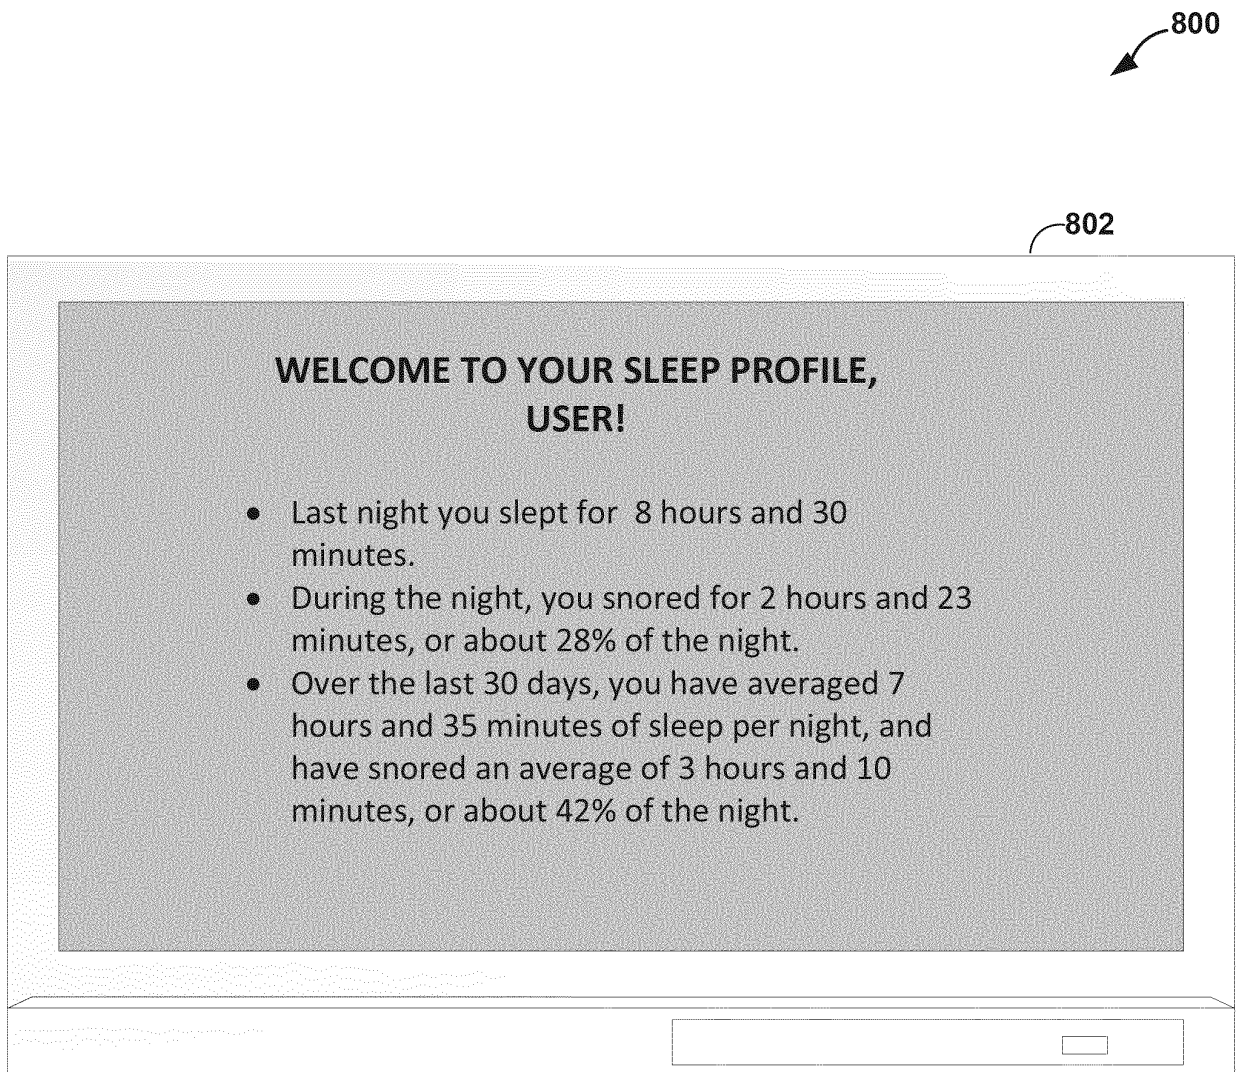 800
802
WELCOME TO YOUR SLEEP PROFILE,
USER!
• Last night you slept for 8 hours and 30
minutes.
• During the night, you snored for 2 hours and 23
minutes, or about 28% of the night.
• Over the last 30 days, you have averaged 7
hours and 35 minutes of sleep per night, and
have snored an average of 3 hours and 10
minutes, or about 42% of the night.